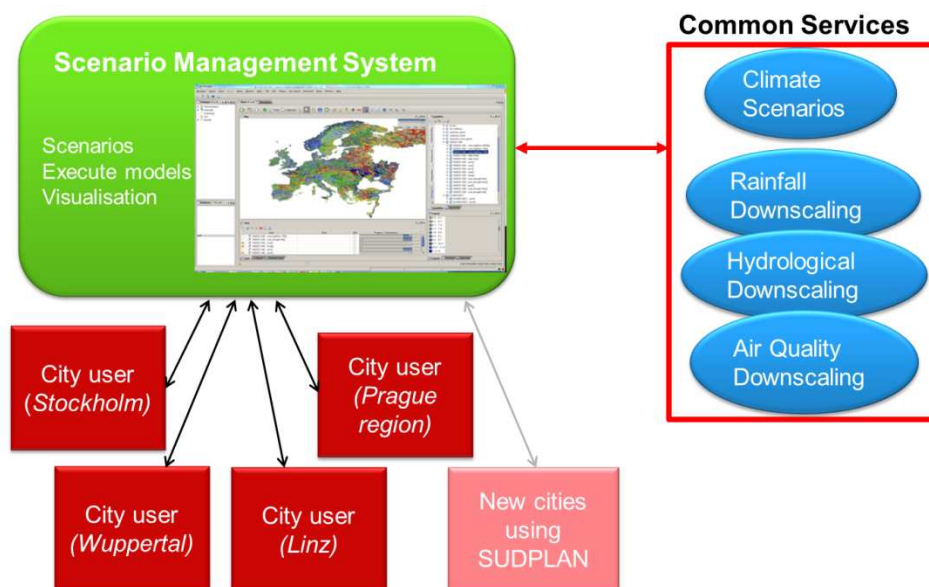 Common Services
Scenario Management System
Scenarios
Execute models
Visualisation
Climate
Scenarios
Rainfall
Downscaling
Hydrological
Downscaling
Air Quality
Downscaling
City user
(Stockholm)
City user
(Prague
region)
City user
(Wuppertal)
City user
(Linz)
New cities
using
SUDPLAN